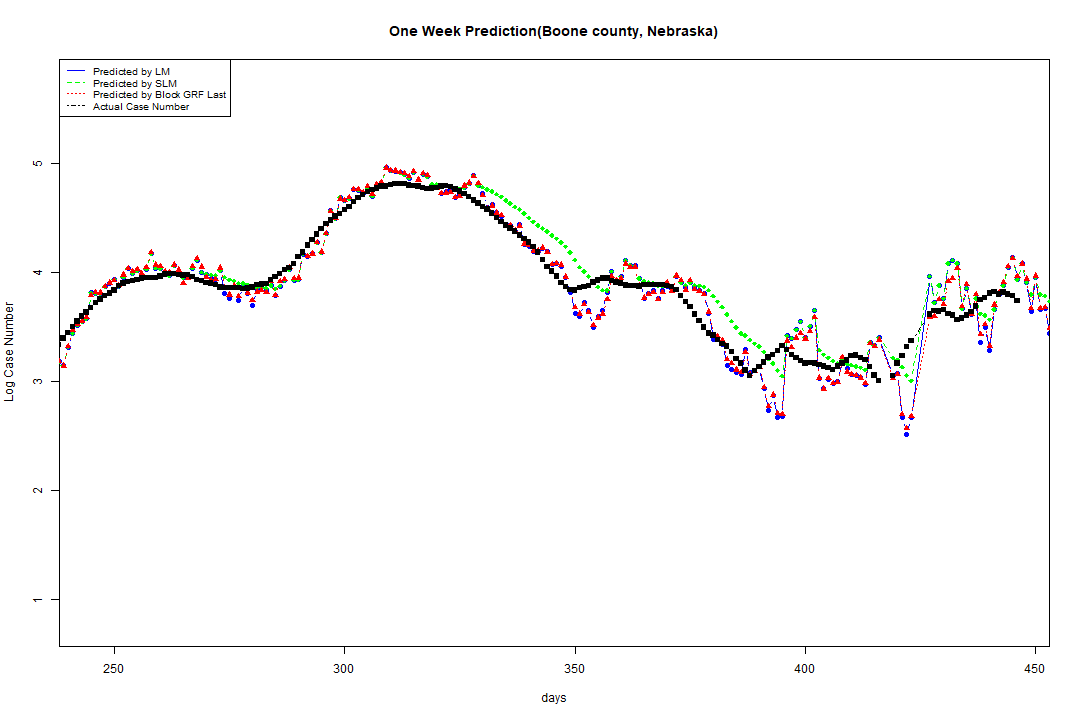 One Week Prediction(Boone county, Nebraska)
Predicted by LM
Predicted by SLM
Predicted by Block GRF Last
Actual Case Number
5
4
3
2
1
Log Case Number
250 300 350 400 450
days